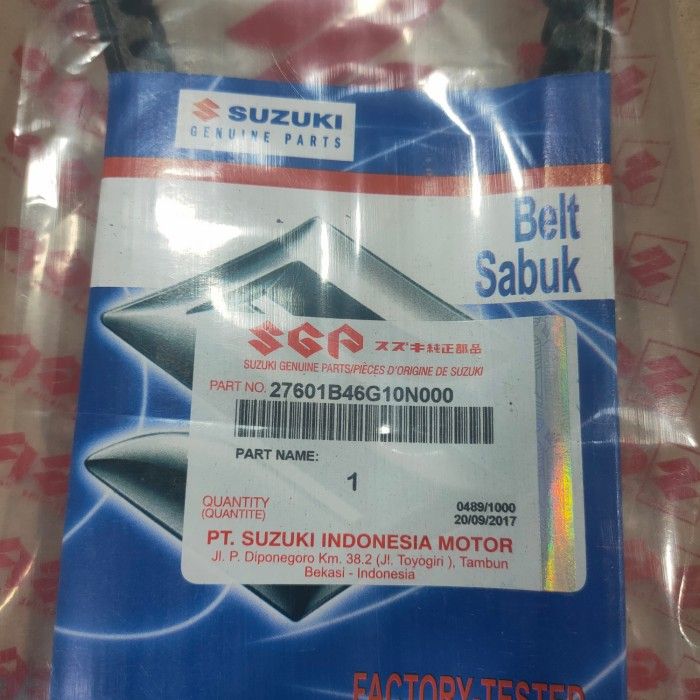 SUZUKI
GENUINE PARTS
Belt
Sabuk
SGP スズキ純正部品
SUZUKI GENUINE PARTS/PIÈCES D'ORIGINE DE SUZUKI
PART NO. 27601B46G10N000
PART NAME:
1
QUANTITY
(QUANTITE)
0489/1000
20/09/2017
PT. SUZUKI INDONESIA MOTOR
Jl. P. Diponegoro Km. 38.2 (Jl. Toyogiri ), Tambun
Bekasi - Indonesia
FACTORY TESTED